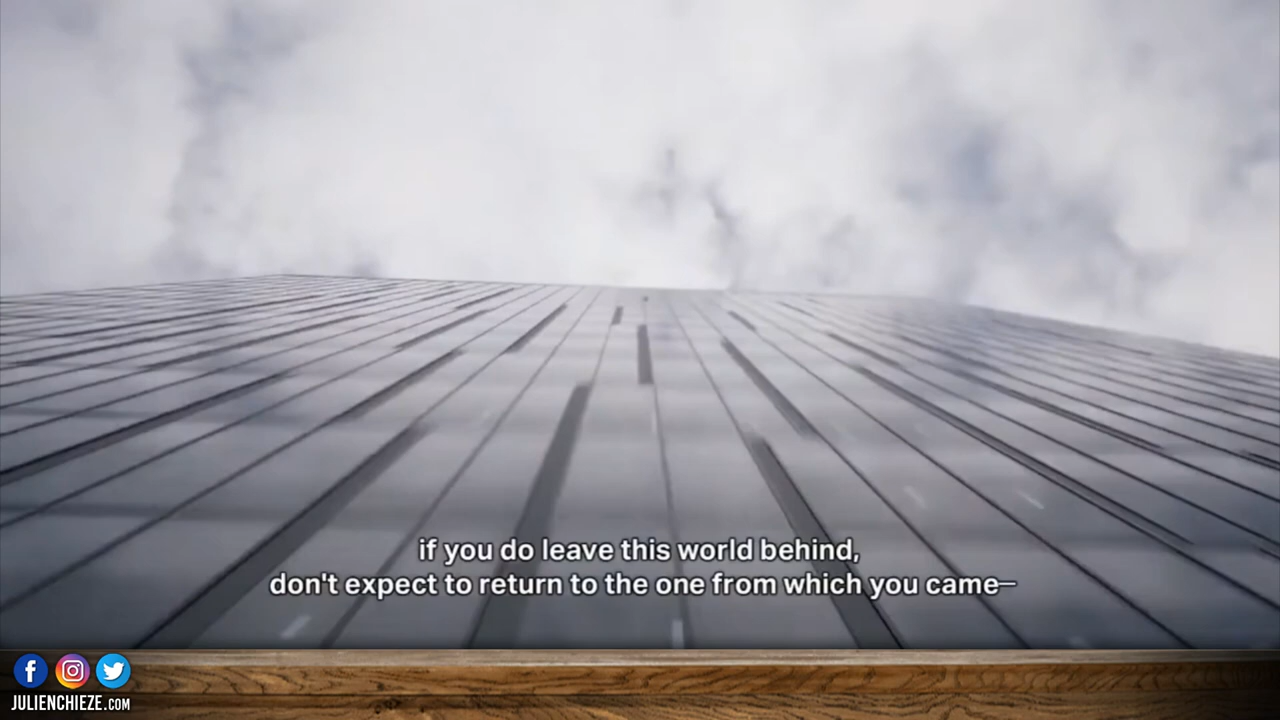 if you do leave this world behind,
don't expect to return to the one from which you came—
JULIENCHIEZE.COM